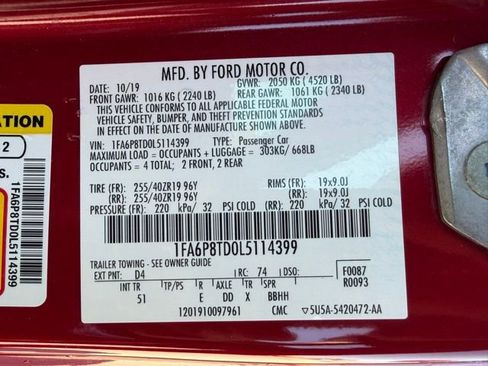 MFD. BY FORD MOTOR CO.
DATE: 10/19 GVWR: 2050 KG ( 4520 LB)
FRONT GAWR: 1016 KG ( 2240 LB) REAR GAWR: 1061 KG ( 2340 LB)
THIS VEHICLE CONFORMS TO ALL APPLICABLE FEDERAL MOTOR
VEHICLE SAFETY, BUMPER, AND THEFT PREVENTION STANDARDS
IN EFFECT ON THE DATE OF MANUFACTURE SHOWN ABOVE.
VIN: 1FA6P8TD0L5114399 TYPE: Passenger Car
MAXIMUM LOAD = OCCUPANTS + LUGGAGE = 303KG/ 668LB
OCCUPANTS = 4 TOTAL; 2 FRONT, 2 REAR
TIRE (FR): 255/40ZR19 96Y RIMS (FR): 19x9.0J
(RR): 255/40ZR19 96Y (RR): 19x9.0J
PRESSURE (FR): 220 kPa/ 32 PSI COLD (RR): 220 kPa/ 32 PSI COLD
1FA6P8TD0L5114399
TRAILER TOWING - SEE OWNER GUIDE
EXT PNT: D4 RC: 74 DSO: F0087
R0093
INT TR AXLE TR SPR
51 E DD X BBHH
1201910097961 CMC 5U5A-5420472-AA
ATION
2
s.
1FA6P8TD0L5114399